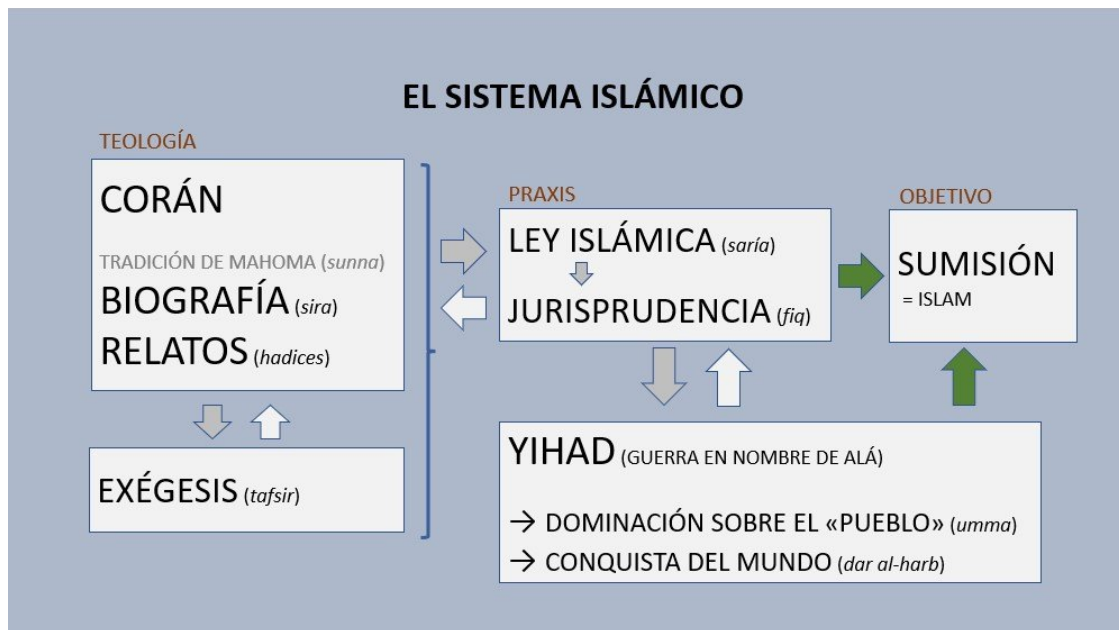 EL SISTEMA ISLÁMICO
TEOLOGÍA
CORÁN
TRADICIÓN DE MAHOMA (sunna)
BIOGRAFÍA (sira)
RELATOS (hadices)
EXÉGESIS (tafsir)
PRAXIS
LEY ISLÁMICA (saría)
JURISPRUDENCIA (fiq)
OBJETIVO
SUMISIÓN
= ISLAM
YIHAD (GUERRA EN NOMBRE DE ALÁ)
→ DOMINACIÓN SOBRE EL «PUEBLO» (umma)
→ CONQUISTA DEL MUNDO (dar al-harb)